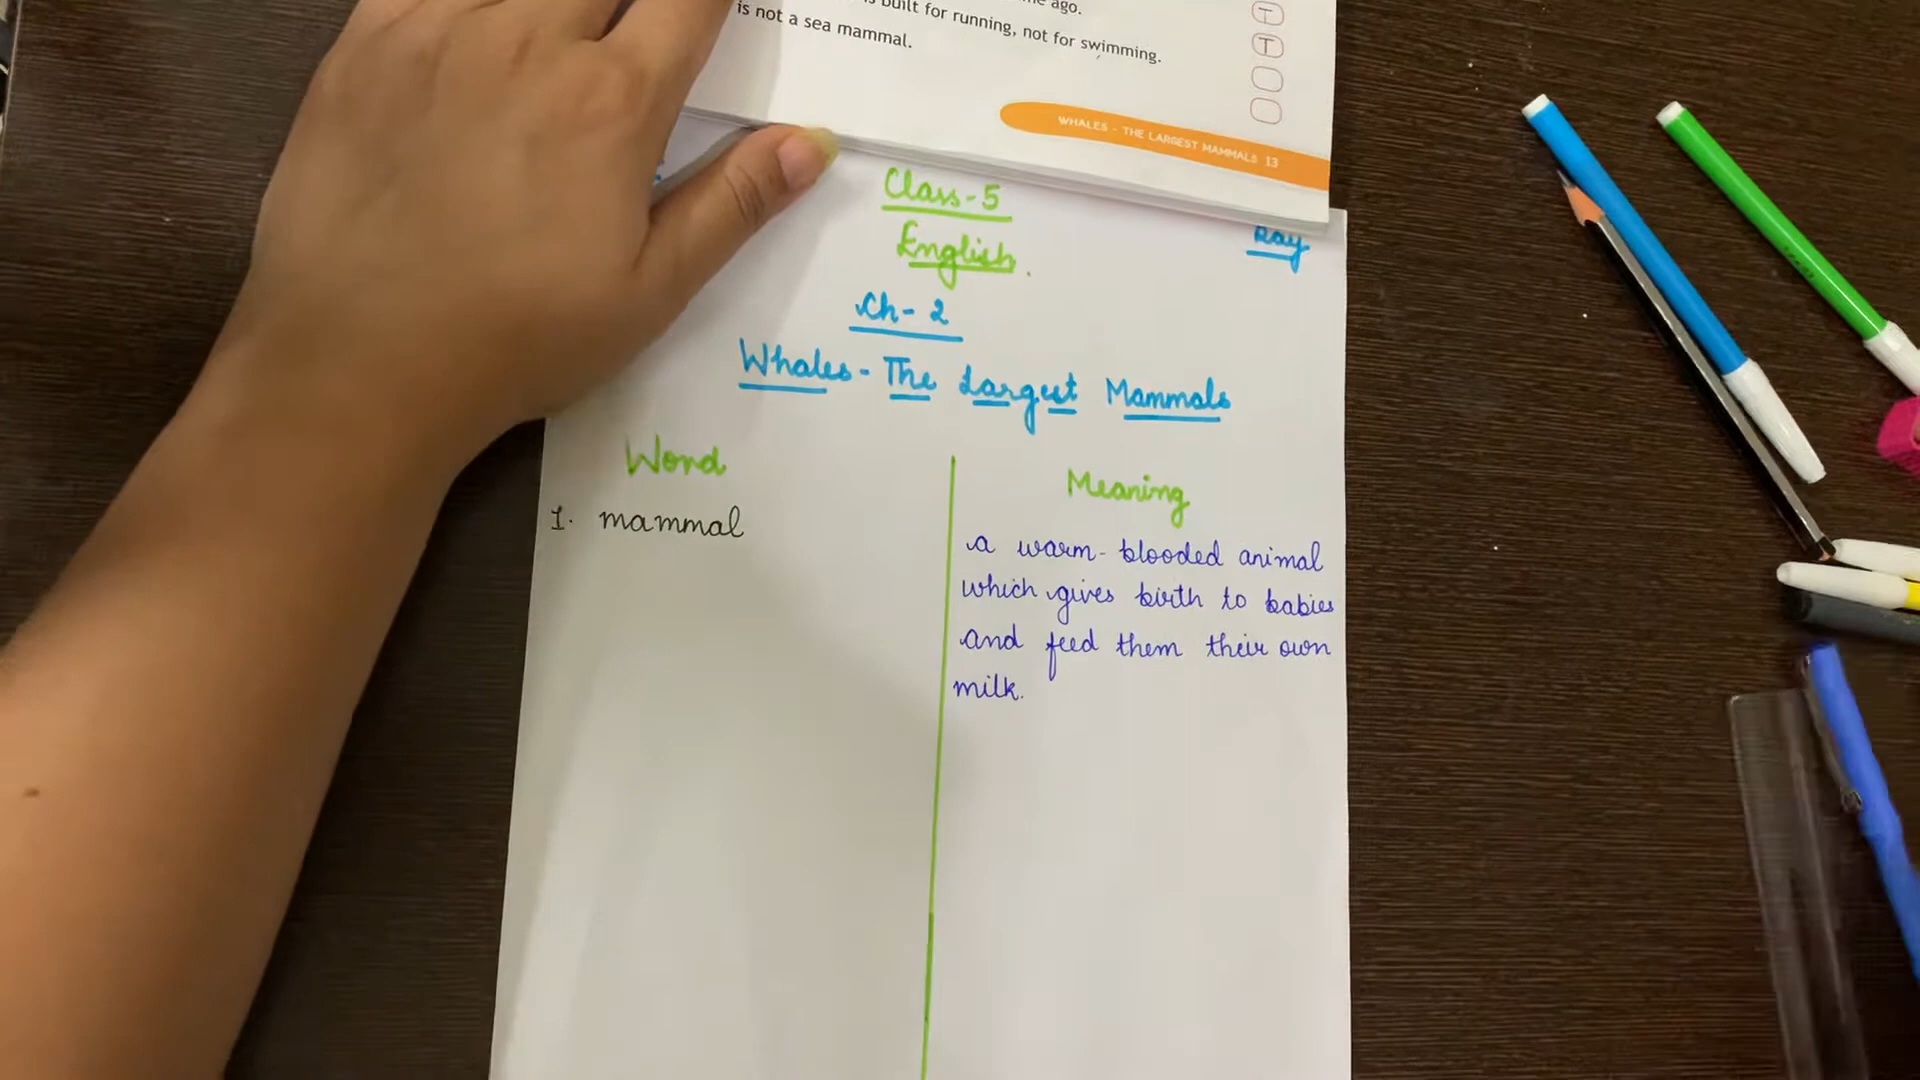 ago.
built for running, not for swimming.
is not a sea mammal.
T
T
WHALES - THE LARGEST MAMMALS 13
Class-5
English.
Ray
Ch-2
Whales - The Largest Mammals
Word
Meaning
1. mammal
a warm-blooded animal
which gives birth to babies
and feed them their own
milk.